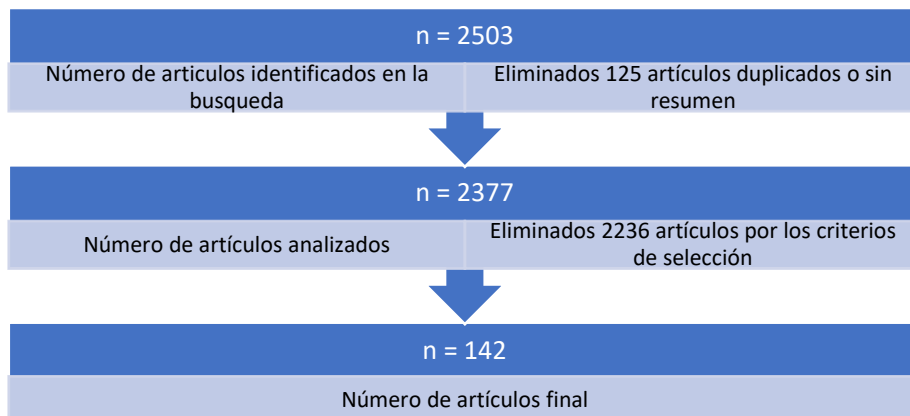 n = 2503
Número de articulos identificados en la
busqueda
Eliminados 125 artículos duplicados o sin
resumen
n = 2377
Número de artículos analizados
Eliminados 2236 artículos por los criterios
de selección
n = 142
Número de artículos final